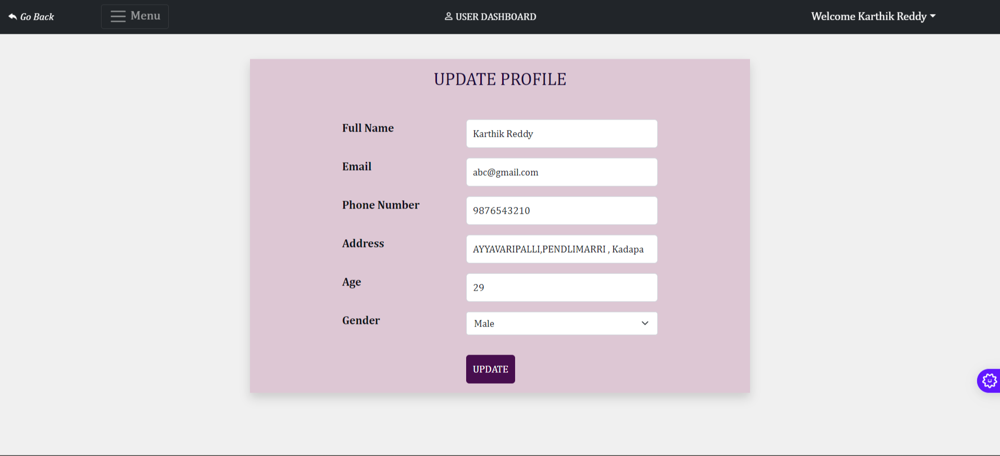 Go Back
Menu
USER DASHBOARD
Welcome Karthik Reddy
UPDATE PROFILE
Full Name
Karthik Reddy
Email
abc@gmail.com
Phone Number
9876543210
Address
AYYAVARIPALLI,PENDLIMARRI , Kadapa
Age
29
Gender
Male
UPDATE